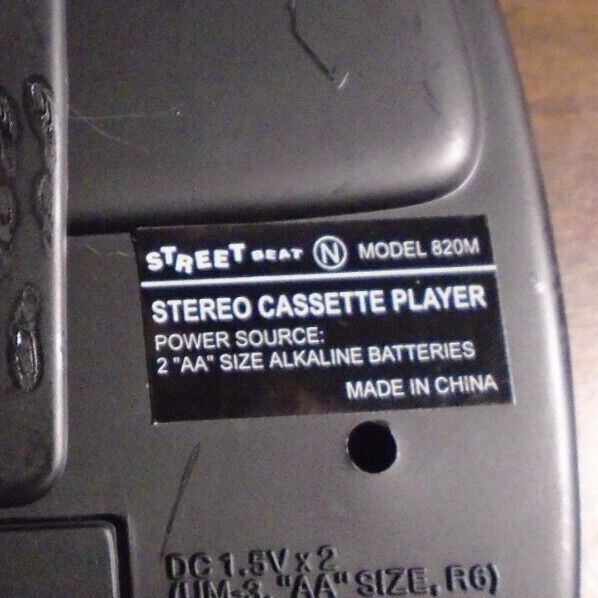 STREET BEAT N MODEL 820M
STEREO CASSETTE PLAYER
POWER SOURCE:
2 "AA" SIZE ALKALINE BATTERIES
MADE IN CHINA
DC 1.5V x 2
(UM-3, "AA" SIZE, R6)